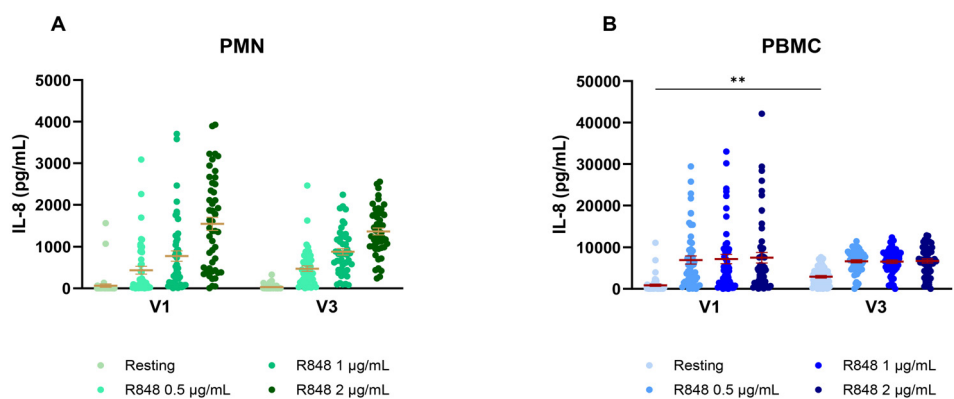 A
PMN
IL-8 (pg/mL)
5000
4000
3000
2000
1000
0
V1
V3
Resting
R848 0.5 µg/mL
R848 1 µg/mL
R848 2 µg/mL
B
PBMC
IL-8 (pg/mL)
50000
40000
30000
20000
10000
0
**
V1
V3
Resting
R848 0.5 µg/mL
R848 1 µg/mL
R848 2 µg/mL